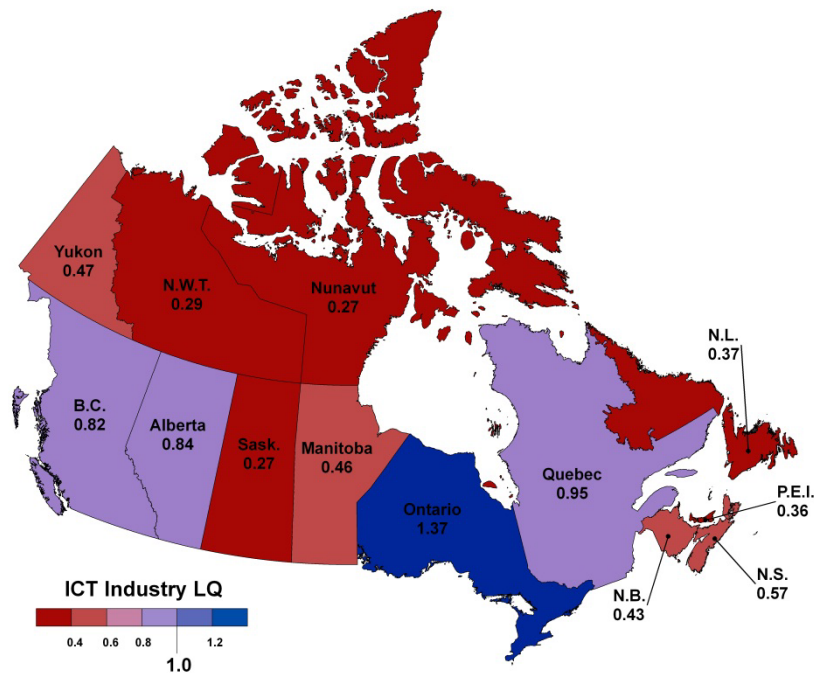 Yukon
0.47
N.W.T.
0.29
Nunavut
0.27
N.L.
0.37
B.C.
0.82
Alberta
0.84
Sask.
0.27
Manitoba
0.46
Ontario
1.37
Quebec
0.95
P.E.I.
0.36
N.S.
0.57
N.B.
0.43
ICT Industry LQ
0.4 0.6 0.8 1.2
1.0